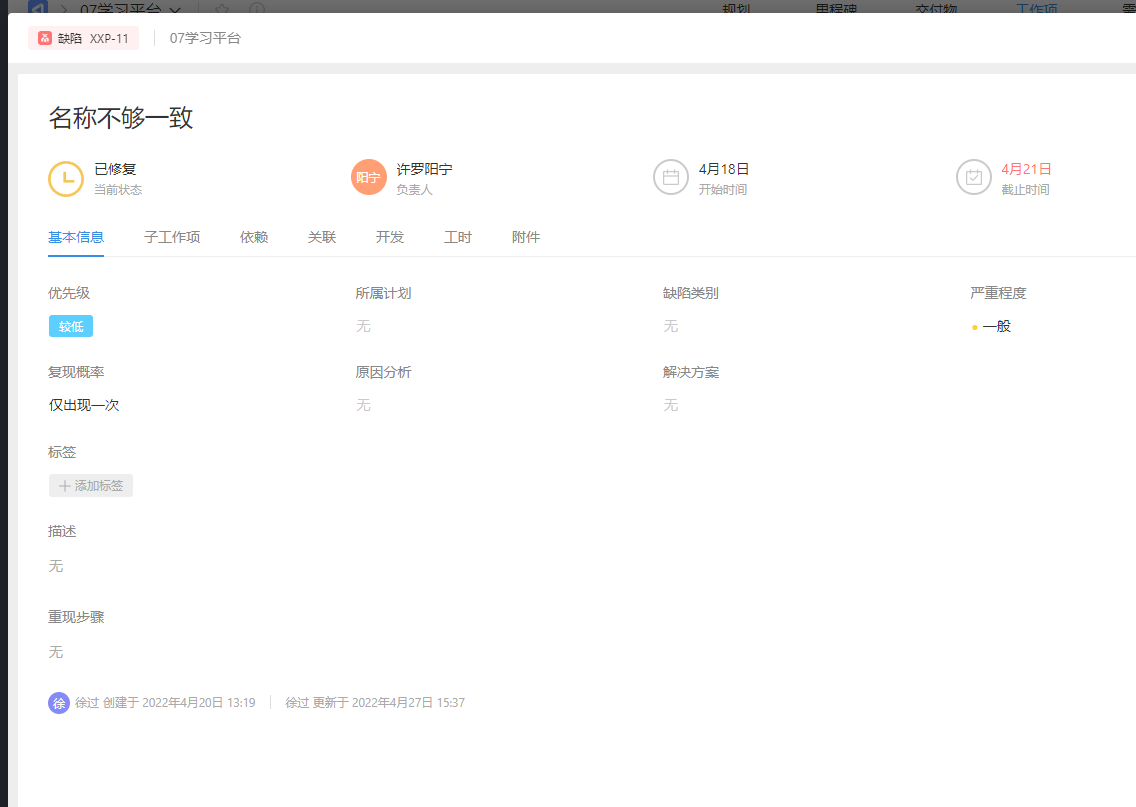 07学习平台 规划 里程碑 交付物 工作项
缺陷 XXP-11 07学习平台
名称不够一致
已修复 阳宁 许罗阳宁 4月18日 4月21日
当前状态 负责人 开始时间 截止时间
基本信息 子工作项 依赖 关联 开发 工时 附件
优先级 所属计划 缺陷类别 严重程度
较低 无 无 一般
复现概率 原因分析 解决方案
仅出现一次 无 无
标签
添加标签
描述
无
重现步骤
无
徐 徐过 创建于 2022年4月20日 13:19 徐过 更新于 2022年4月27日 15:37